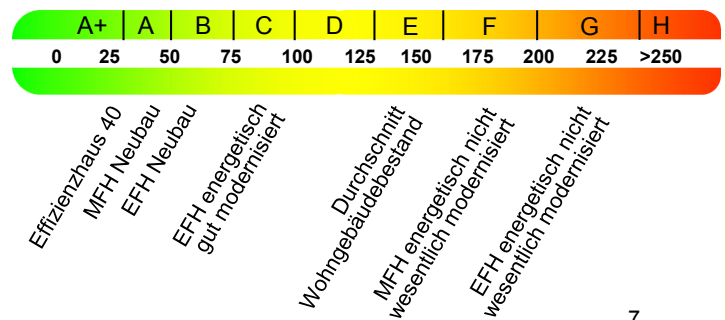 A+ A B C D E F G H
0 25 50 75 100 125 150 175 200 225 >250
Effizienzhaus 40
MFH Neubau
EFH Neubau
EFH energetisch
gut modernisiert
Durchschnitt
Wohngebäudebestand
MFH energetisch nicht
wesentlich modernisiert
EFH energetisch nicht
wesentlich modernisiert
7